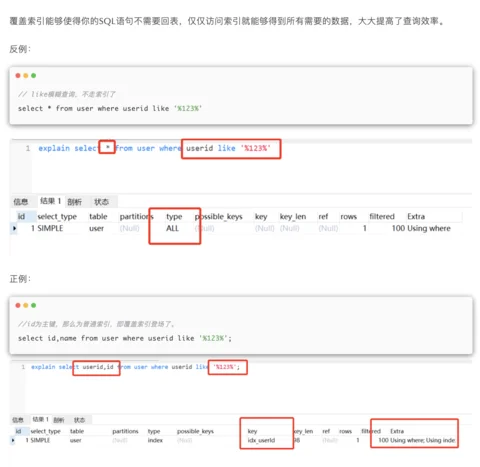 覆盖索引能够使得你的SQL语句不需要回表，仅仅访问索引就能够得到所有需要的数据，大大提高了查询效率。
反例：
// like模糊查询，不走索引了
select * from user where userid like '%123%'
1 explain select * from user where userid like '%123%'
信息 结果 1 剖析 状态
id select_type table partitions type possible_keys key key_len ref rows filtered Extra
1 SIMPLE user (Null) ALL (Null) (Null) (Null) (Null) 1 100 Using where
正例：
//id为主键，那么为普通索引，即覆盖索引登场了。
select id,name from user where userid like '%123%';
1 explain select userid,id from user where userid like '%123%';
信息 结果 1 剖析 状态
id select_type table partitions type possible_keys key key_len ref rows filtered Extra
1 SIMPLE user (Null) index (Null) idx_userId (Null) 1 100 Using where; Using inde